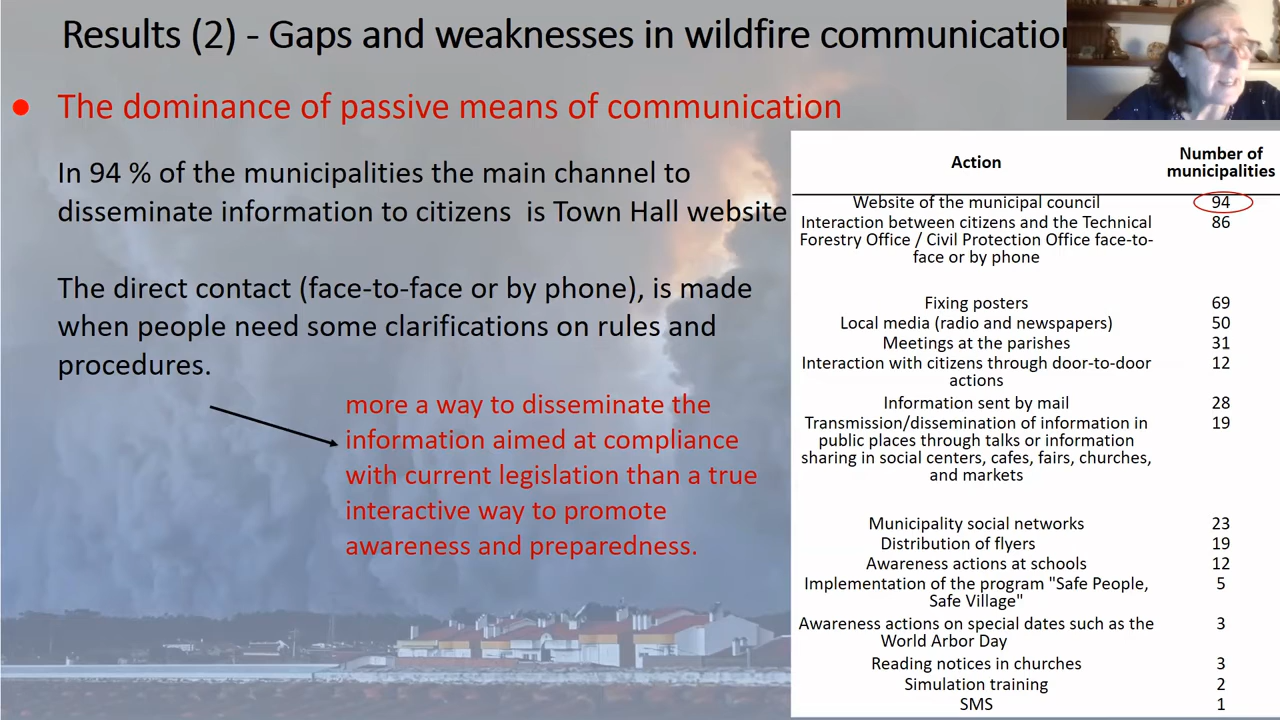 Results (2) - Gaps and weaknesses in wildfire communication
The dominance of passive means of communication
In 94 % of the municipalities the main channel to
disseminate information to citizens is Town Hall website
The direct contact (face-to-face or by phone), is made
when people need some clarifications on rules and
procedures.
more a way to disseminate the
information aimed at compliance
with current legislation than a true
interactive way to promote
awareness and preparedness.
Action Number of
municipalities
Website of the municipal council 94
Interaction between citizens and the Technical 86
Forestry Office / Civil Protection Office face-to-
face or by phone
Fixing posters 69
Local media (radio and newspapers) 50
Meetings at the parishes 31
Interaction with citizens through door-to-door 12
actions
Information sent by mail 28
Transmission/dissemination of information in 19
public places through talks or information
sharing in social centers, cafes, fairs, churches,
and markets
Municipality social networks 23
Distribution of flyers 19
Awareness actions at schools 12
Implementation of the program "Safe People, 5
Safe Village"
Awareness actions on special dates such as the 3
World Arbor Day
Reading notices in churches 3
Simulation training 2
SMS 1